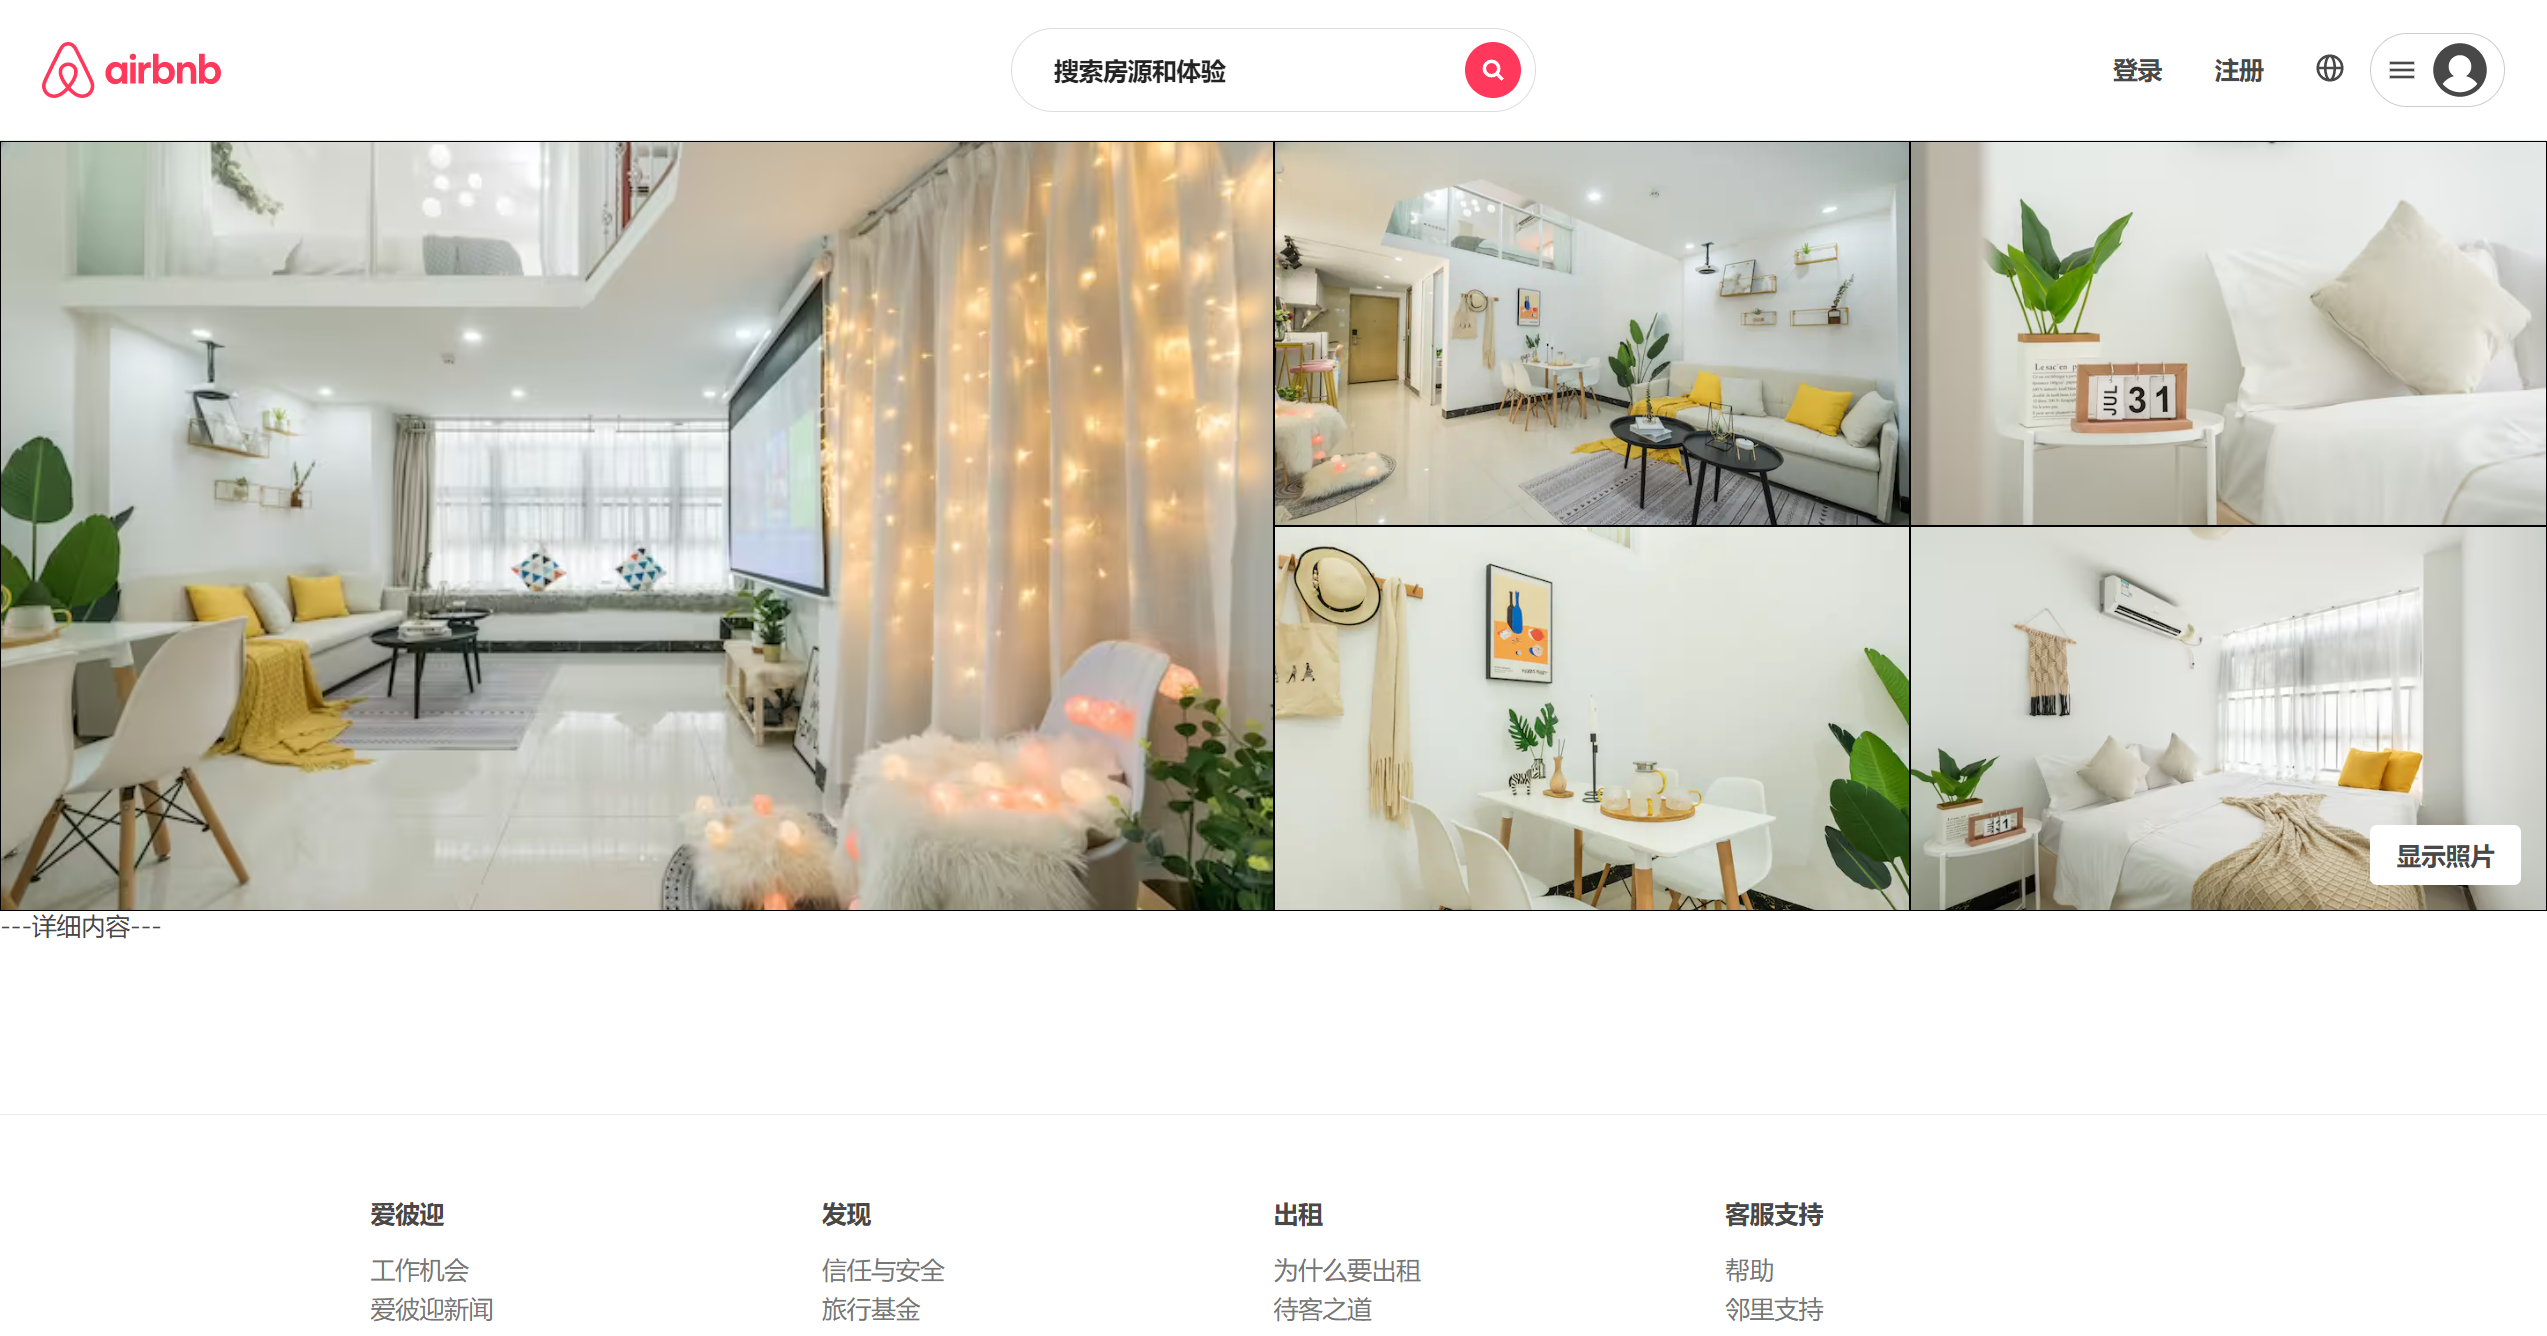 airbnb
搜索房源和体验
登录
注册
Le sac en p
JUL 31
显示照片
---详细内容---
爱彼迎
发现
出租
客服支持
工作机会
信任与安全
为什么要出租
帮助
爱彼迎新闻
旅行基金
待客之道
邻里支持